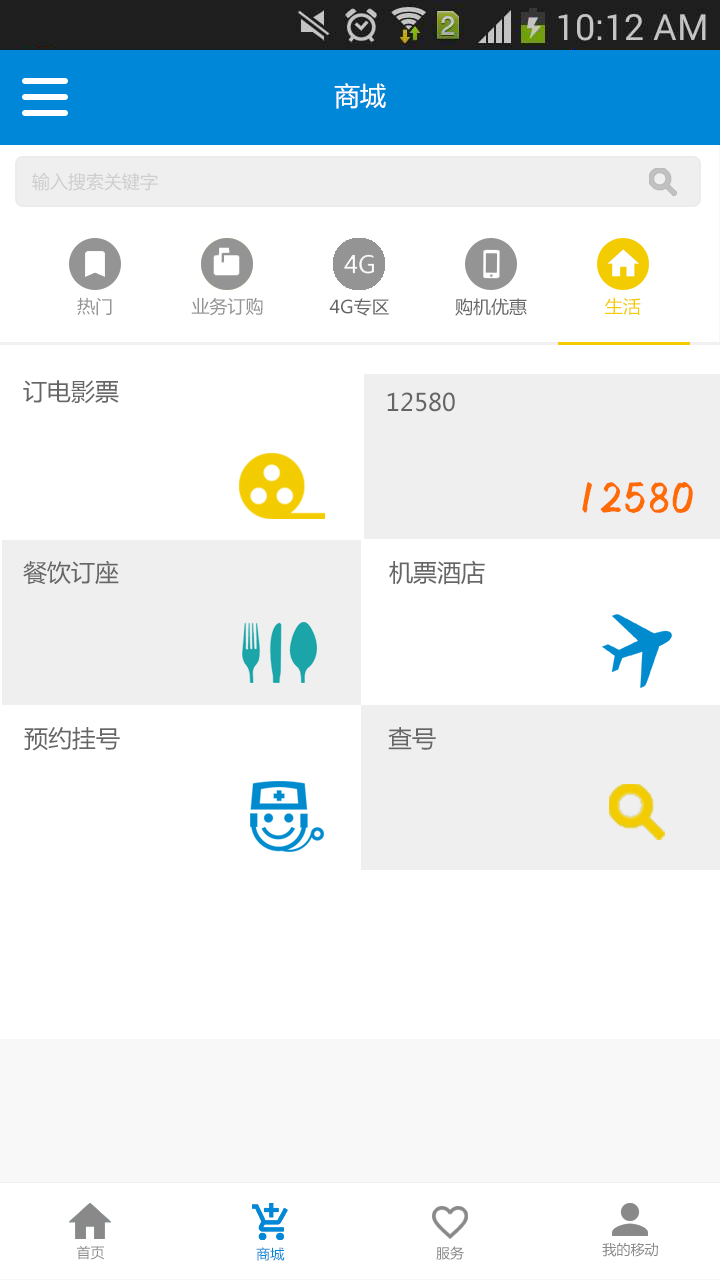 2
10:12 AM
商城
输入搜索关键字
4G
热门
业务订购
4G专区
购机优惠
生活
订电影票
12580
12580
餐饮订座
机票酒店
预约挂号
查号
首页
商城
服务
我的移动